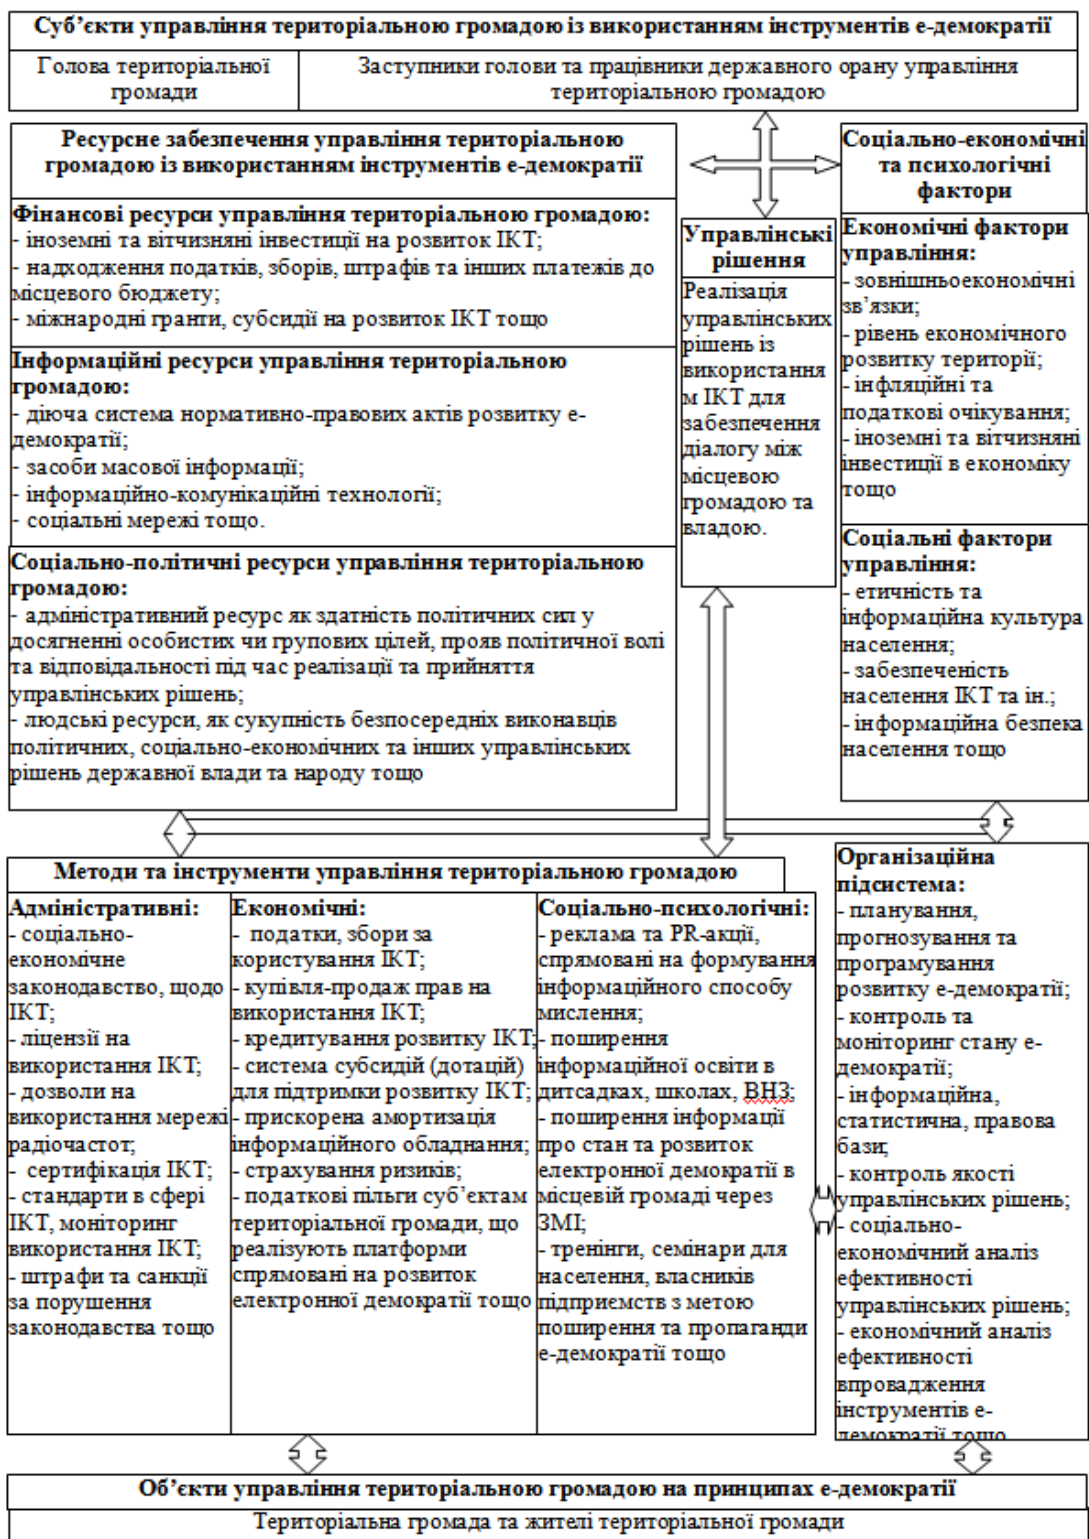 Суб’єкти управління територіальною громадою із використанням інструментів е-демократії
Голова територіальної
громади
Заступники голови та працівники державного орану управління
територіальною громадою
Ресурсне забезпечення управління територіальною
громадою із використанням інструментів е-демократії
Фінансові ресурси управління територіальною громадою:
- іноземні та вітчизняні інвестиції на розвиток ІКТ;
- надходження податків, зборів, штрафів та інших платежів до
місцевого бюджету;
- міжнародні гранти, субсидії на розвиток ІКТ тощо
Інформаційні ресурси управління територіальною
громадою:
- діюча система нормативно-правових актів розвитку е-
демократії;
- засоби масової інформації;
- інформаційно-комунікаційні технології;
- соціальні мережі тощо.
Соціально-політичні ресурси управління територіальною
громадою:
- адміністративний ресурс як здатність політичних сил у
досягненні особистих чи групових цілей, прояв політичної волі
та відповідальності під час реалізації та прийняття
управлінських рішень;
- людські ресурси, як сукупність безпосередніх виконавців
політичних, соціально-економічних та інших управлінських
рішень державної влади та народу тощо
Управлінські
рішення
Реалізація
управлінських
рішень із
використання
м ІКТ для
забезпечення
діалогу між
місцевою
громадою та
владою.
Соціально-економічні
та психологічні
фактори
Економічні фактори
управління:
- зовнішньоекономічні
зв’язки;
- рівень економічного
розвитку території;
- інфляційні та
податкові очікування;
- іноземні та вітчизняні
інвестиції в економіку
тощо
Соціальні фактори
управління:
- етичність та
інформаційна культура
населення;
- забезпеченість
населення ІКТ та ін.;
- інформаційна безпека
населення тощо
Методи та інструменти управління територіальною громадою
Адміністративні:
- соціально-
економічне
законодавство, щодо
ІКТ;
- ліцензії на
використання ІКТ;
- дозволи на
використання мережі
радіочастот;
- сертифікація ІКТ;
- стандарти в сфері
ІКТ, моніторинг
використання ІКТ;
- штрафи та санкції
за порушення
законодавства тощо
Економічні:
- податки, збори за
користування ІКТ;
- купівля-продаж прав на
використання ІКТ;
- кредитування розвитку ІКТ;
- система субсидій (дотацій)
для підтримки розвитку ІКТ;
- прискорена амортизація
інформаційного обладнання;
- страхування ризиків;
- податкові пільги суб’єктам
територіальної громади, що
реалізують платформи
спрямовані на розвиток
електронної демократії тощо
Соціально-психологічні:
- реклама та PR-акції,
спрямовані на формування
інформаційного способу
мислення;
- поширення
інформаційної освіти в
дитсадках, школах, ВНЗ;
- поширення інформації
про стан та розвиток
електронної демократії в
місцевій громаді через
ЗМІ;
- тренінги, семінари для
населення, власників
підприємств з метою
поширення та пропаганди
е-демократії тощо
Організаційна
підсистема:
- планування,
прогнозування та
програмування
розвитку е-демократії;
- контроль та
моніторинг стану е-
демократії;
- інформаційна,
статистична, правова
бази;
- контроль якості
управлінських рішень;
- соціально-
економічний аналіз
ефективності
управлінських рішень;
- економічний аналіз
ефективності
впровадження
інструментів е-
демократії тощо
Об’єкти управління територіальною громадою на принципах е-демократії
Територіальна громада та жителі територіальної громади